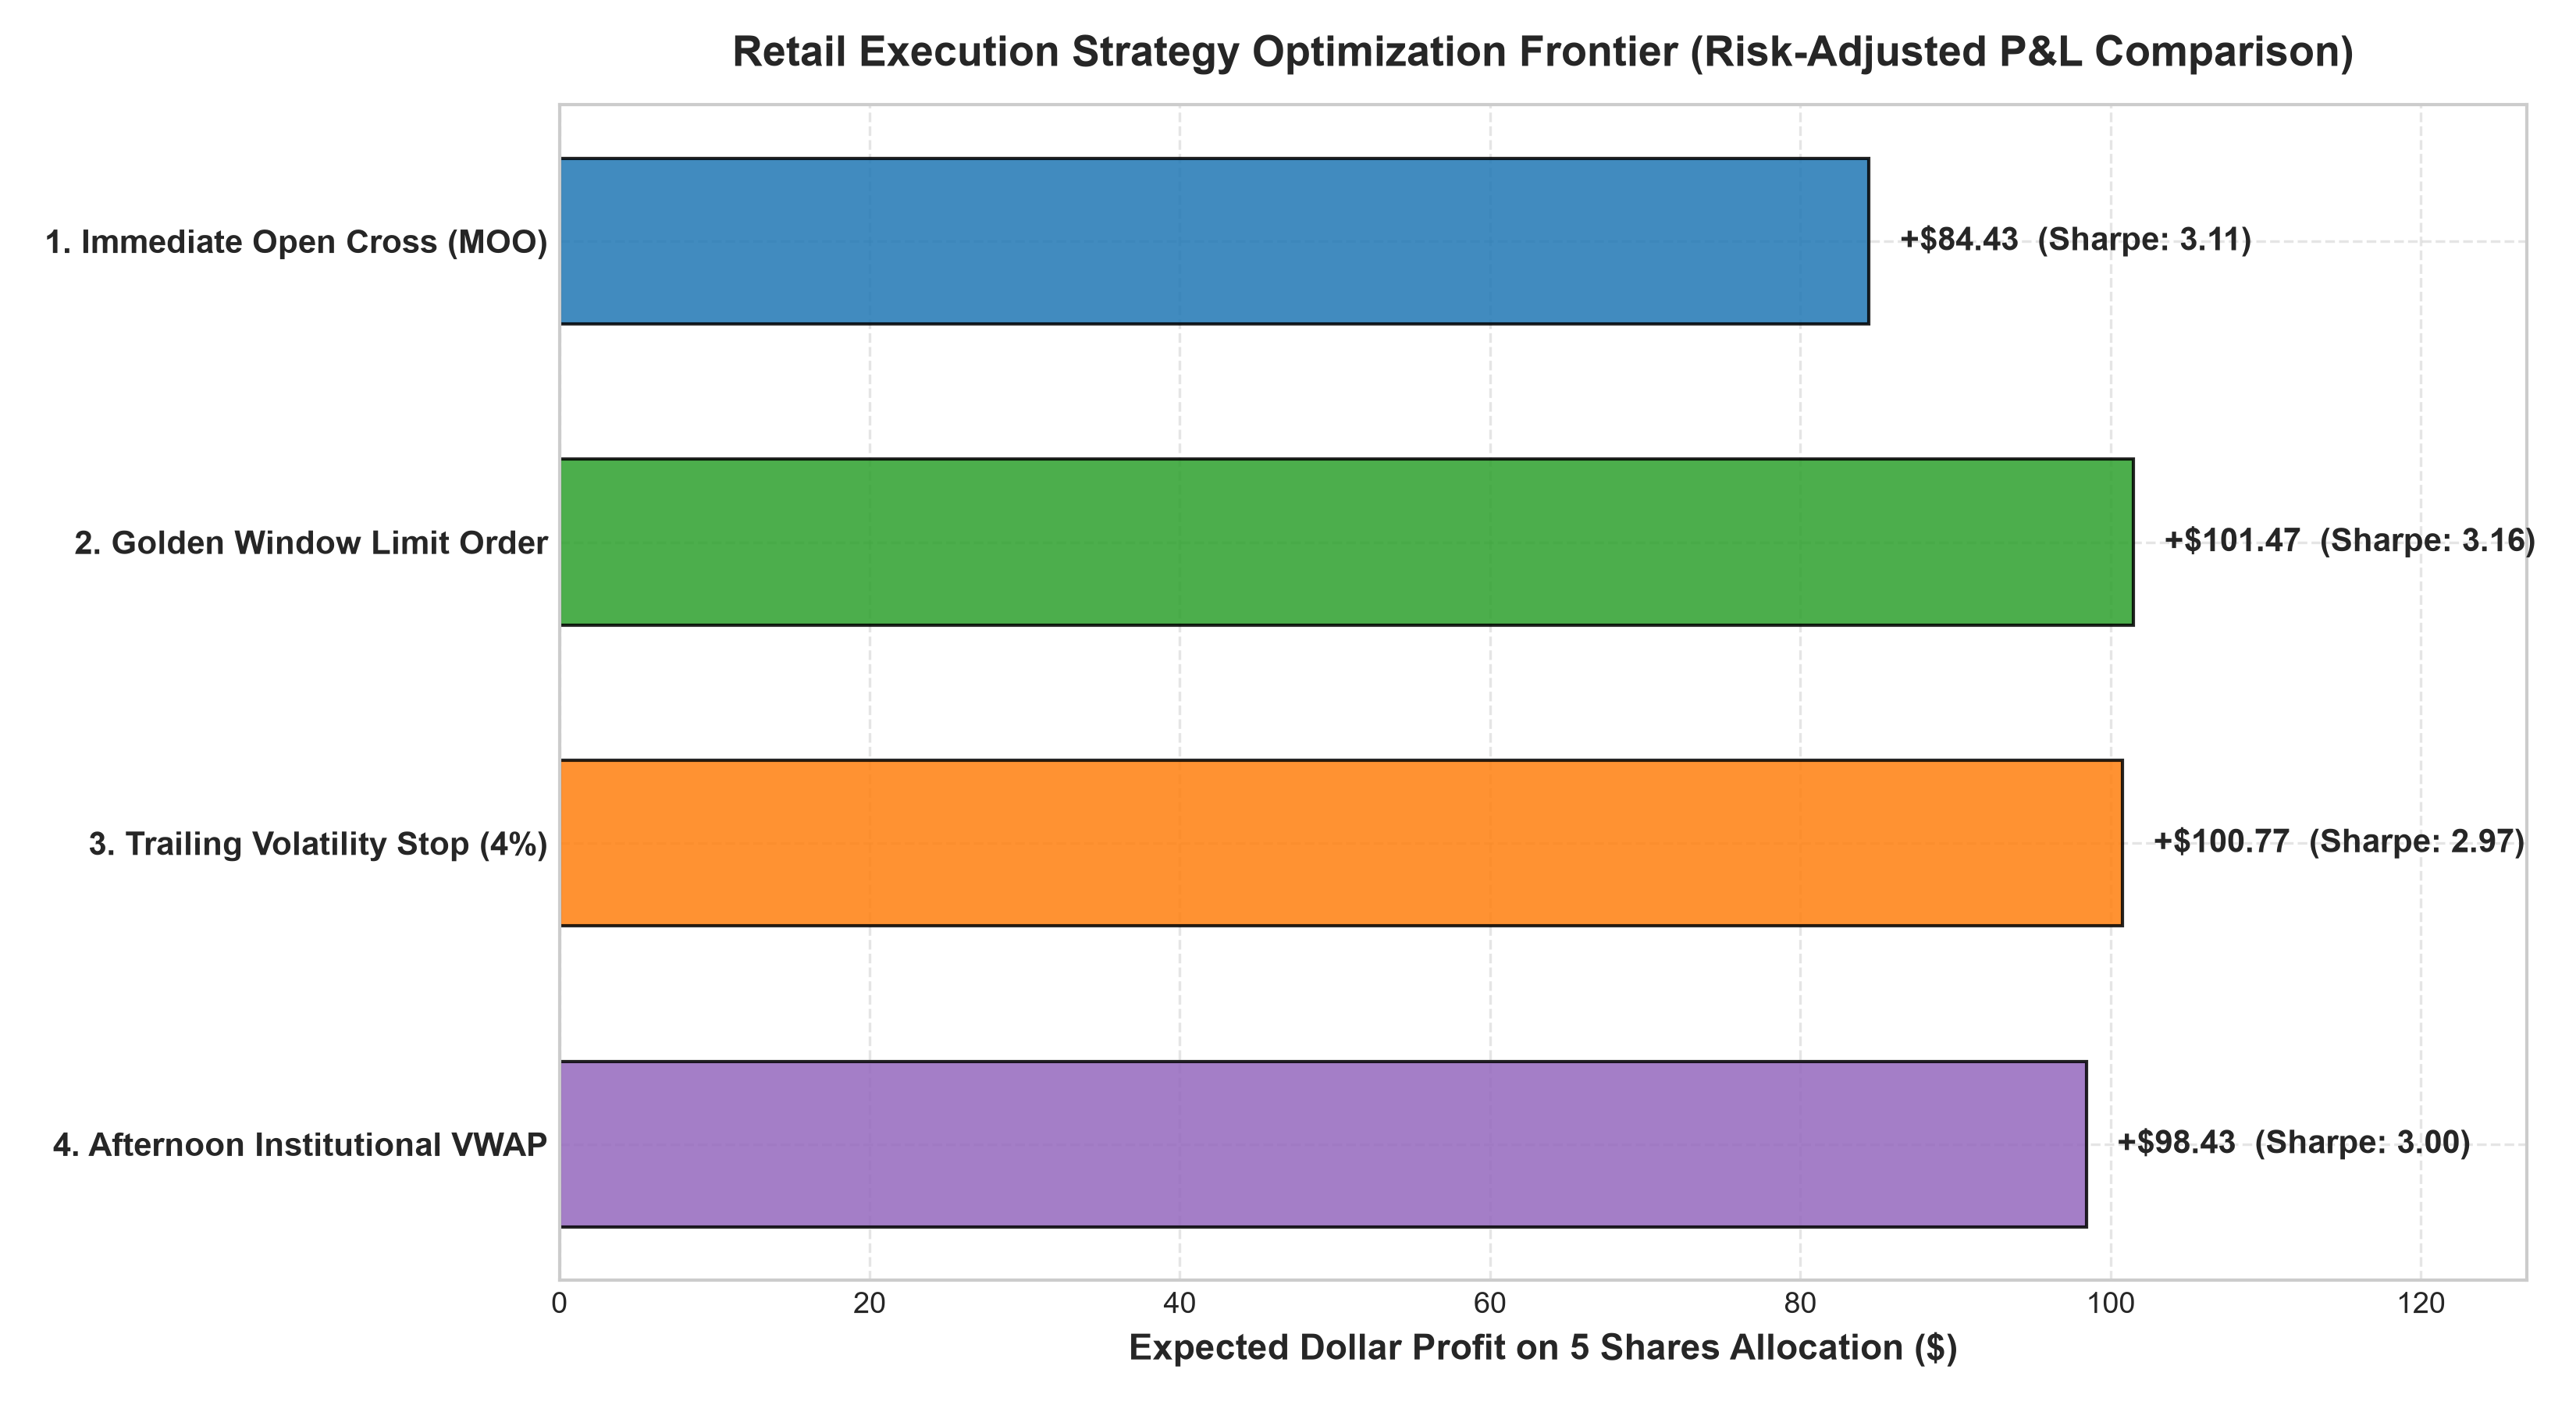 Retail Execution Strategy Optimization Frontier (Risk-Adjusted P&L Comparison)
1. Immediate Open Cross (MOO)
+$84.43 (Sharpe: 3.11)
2. Golden Window Limit Order
+$101.47 (Sharpe: 3.16)
3. Trailing Volatility Stop (4%)
+$100.77 (Sharpe: 2.97)
4. Afternoon Institutional VWAP
+$98.43 (Sharpe: 3.00)
0 20 40 60 80 100 120
Expected Dollar Profit on 5 Shares Allocation ($)